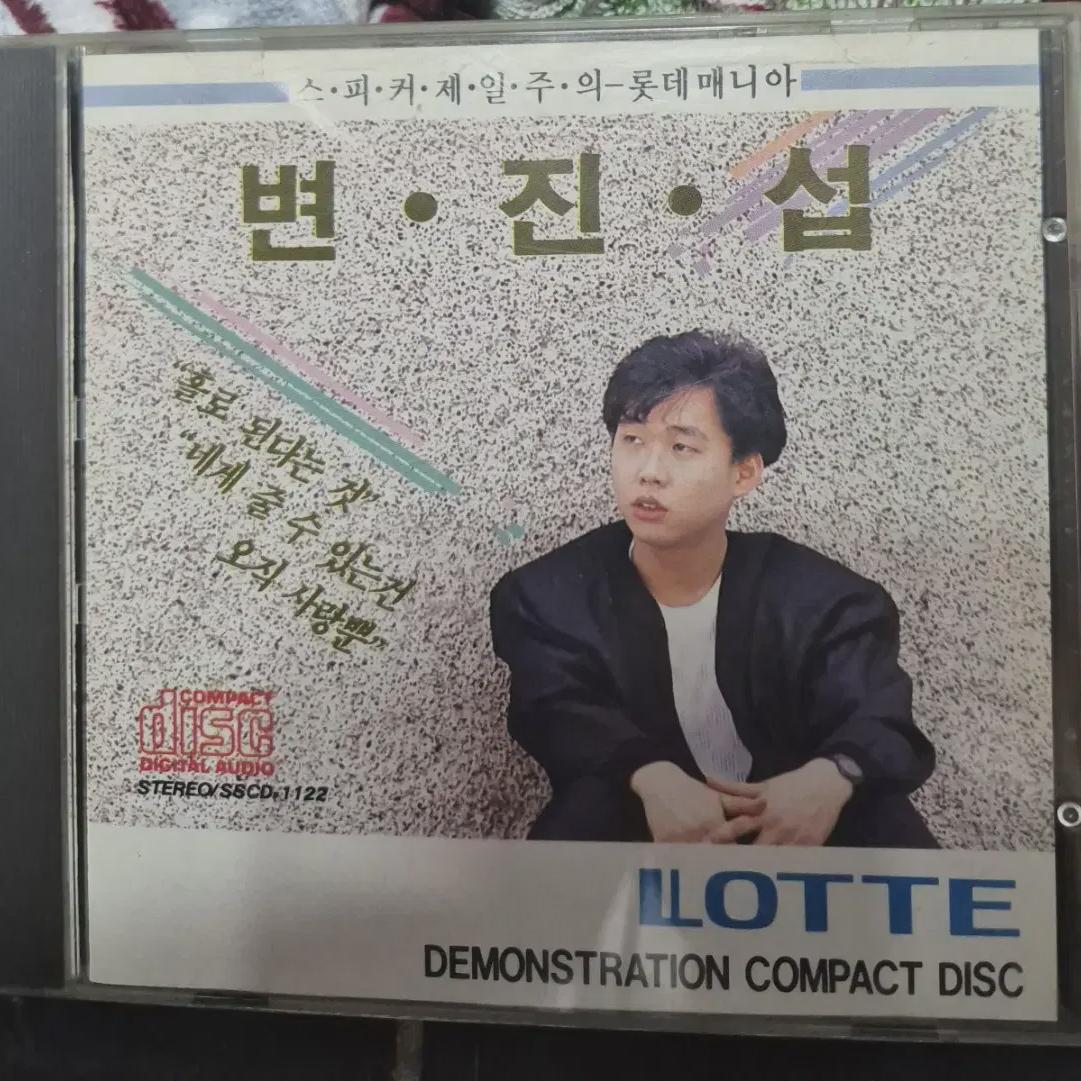 스·피·커·제·일·주·의-롯데매니아
변·진·섭
“홀로 된다는 것”
“네게 줄 수 있는건
오직 사랑뿐”
COMPACT
disc
DIGITAL AUDIO
STEREO/SSCD-1122
LOTTE
DEMONSTRATION COMPACT DISC